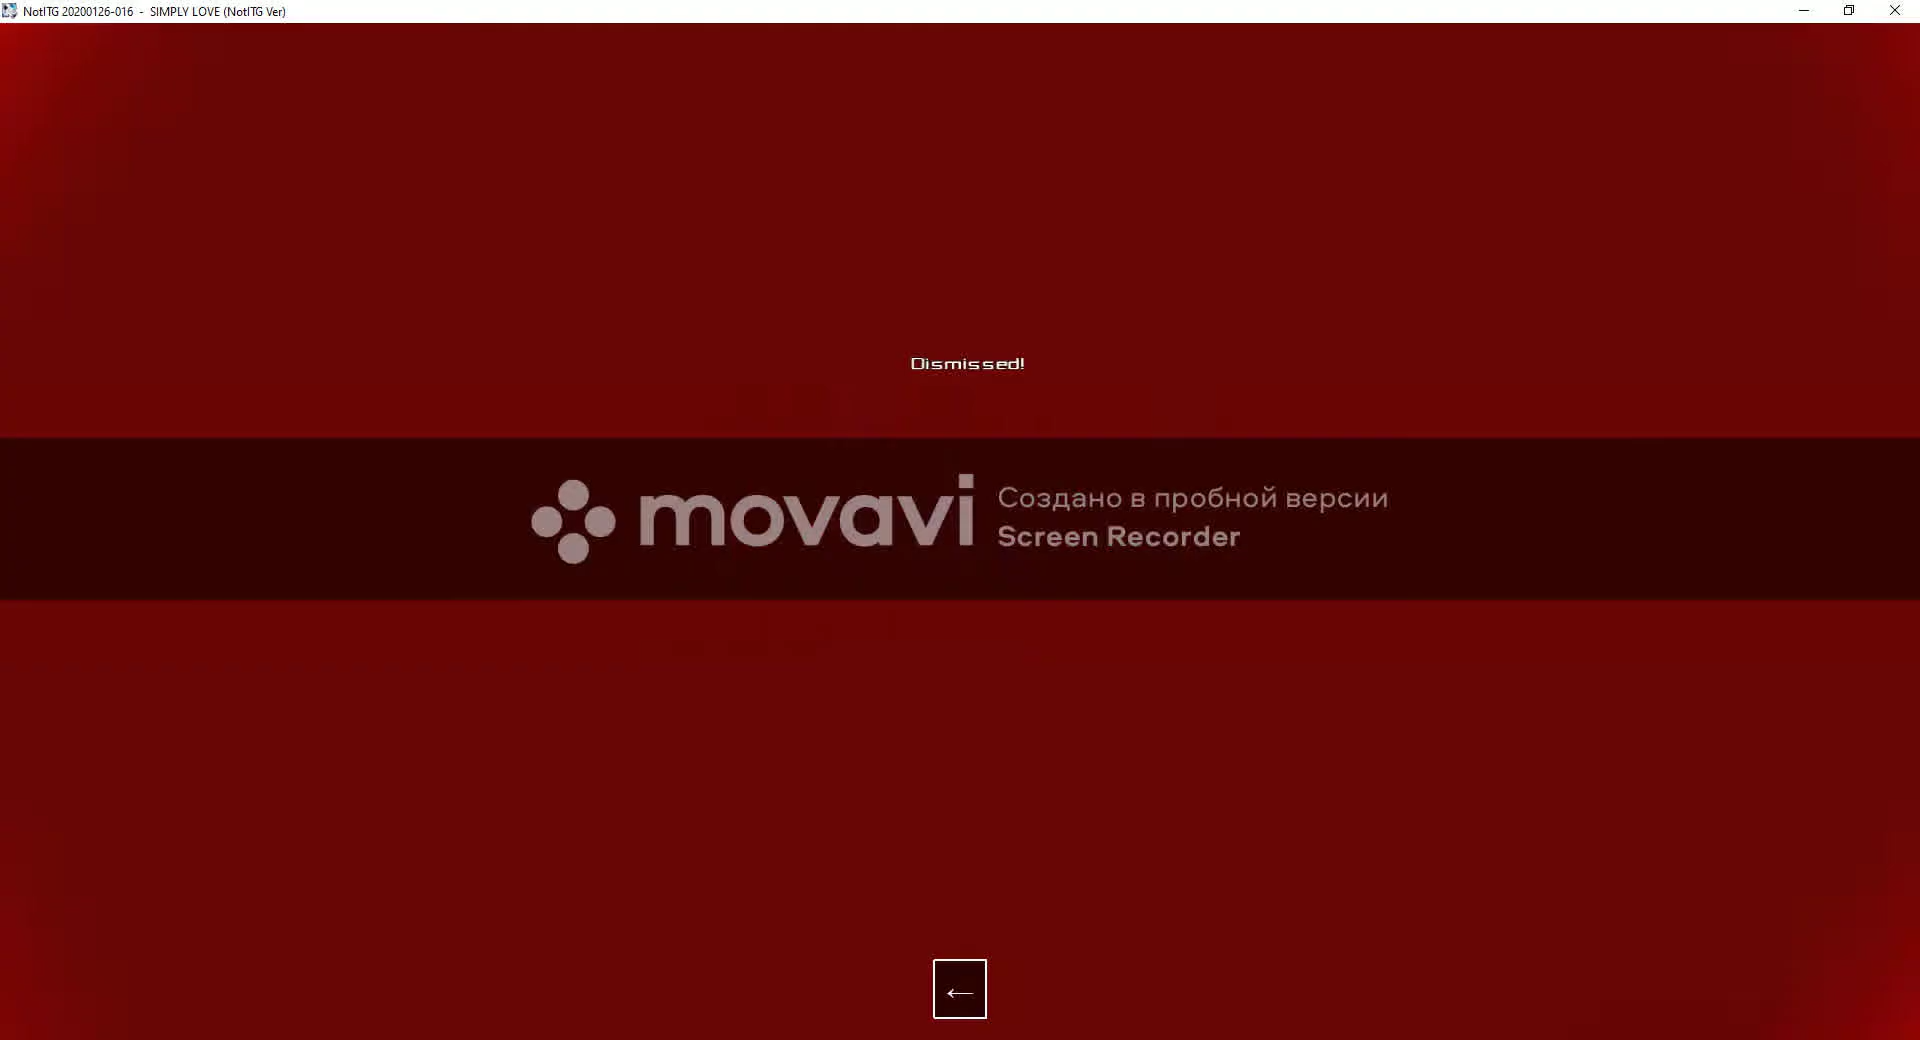 NotITG 20200126-016 - SIMPLY LOVE (NotITG Ver)
Dismissed!
movavi
Создано в пробной версии
Screen Recorder
←